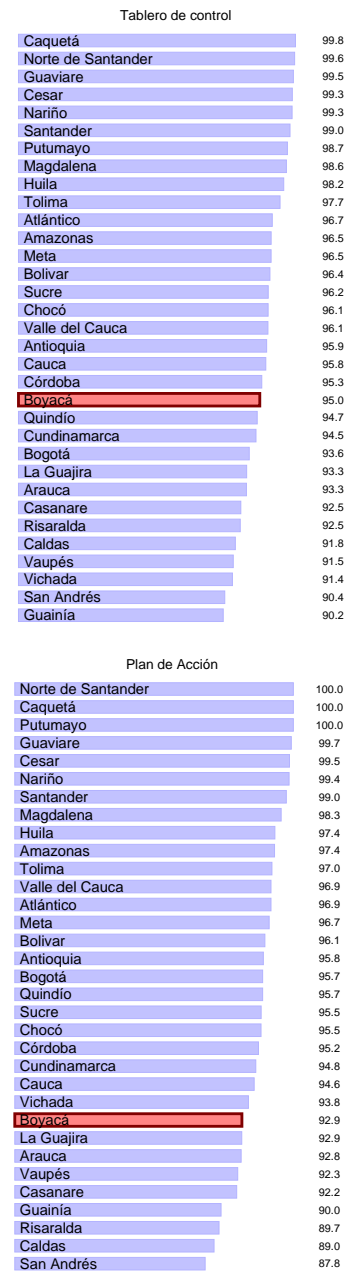 Tablero de control
Caquetá 99.8
Norte de Santander 99.6
Guaviare 99.5
Cesar 99.3
Nariño 99.3
Santander 99.0
Putumayo 98.7
Magdalena 98.6
Huila 98.2
Tolima 97.7
Atlántico 96.7
Amazonas 96.5
Meta 96.5
Bolivar 96.4
Sucre 96.2
Chocó 96.1
Valle del Cauca 96.1
Antioquia 95.9
Cauca 95.8
Córdoba 95.3
Boyacá 95.0
Quindío 94.7
Cundinamarca 94.5
Bogotá 93.6
La Guajira 93.3
Arauca 93.3
Casanare 92.5
Risaralda 92.5
Caldas 91.8
Vaupés 91.5
Vichada 91.4
San Andrés 90.4
Guainía 90.2
Plan de Acción
Norte de Santander 100.0
Caquetá 100.0
Putumayo 100.0
Guaviare 99.7
Cesar 99.5
Nariño 99.4
Santander 99.0
Magdalena 98.3
Huila 97.4
Amazonas 97.4
Tolima 97.0
Valle del Cauca 96.9
Atlántico 96.9
Meta 96.7
Bolivar 96.1
Antioquia 95.8
Bogotá 95.7
Quindío 95.7
Sucre 95.5
Chocó 95.5
Córdoba 95.2
Cundinamarca 94.8
Cauca 94.6
Vichada 93.8
Boyacá 92.9
La Guajira 92.9
Arauca 92.8
Vaupés 92.3
Casanare 92.2
Guainía 90.0
Risaralda 89.7
Caldas 89.0
San Andrés 87.8